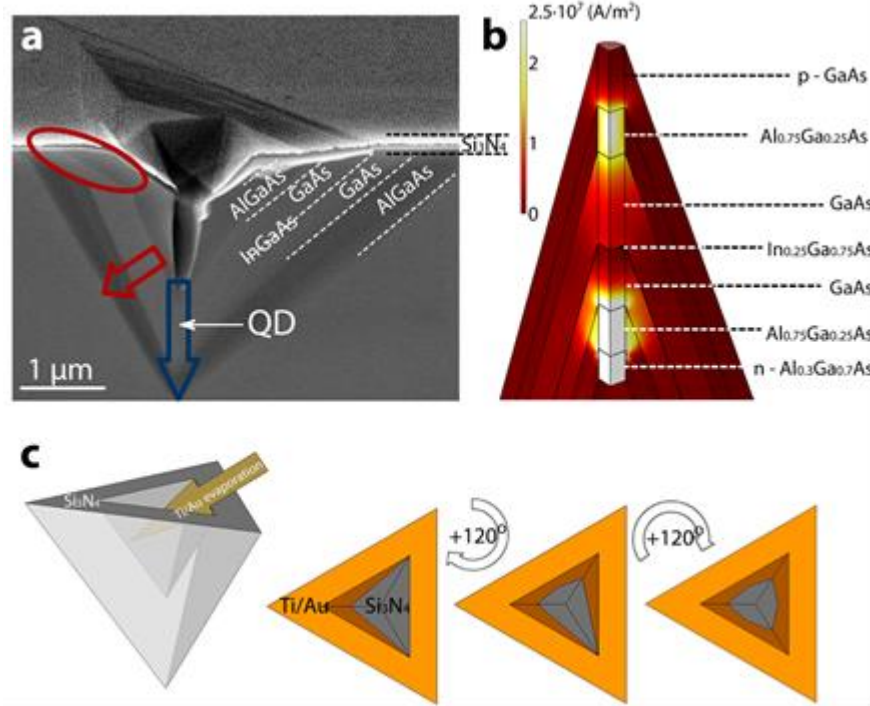 a
Si₃N₄
AlGaAs
GaAs
InGaAs
GaAs
AlGaAs
QD
1 μm
b
2.5·10⁷ (A/m²)
2
1
0
p - GaAs
Al₀.₇₅Ga₀.₂₅As
GaAs
In₀.₂₅Ga₀.₇₅As
GaAs
Al₀.₇₅Ga₀.₂₅As
n - Al₀.₃Ga₀.₇As
c
Si₃N₄
Ti/Au evaporation
Ti/Au
Si₃N₄
+120º
+120º